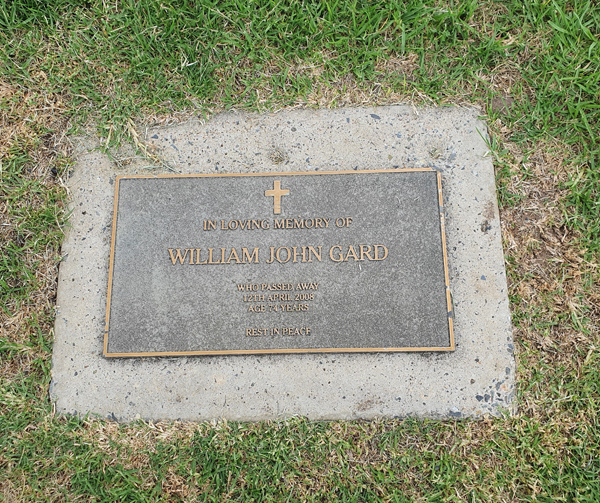 IN LOVING MEMORY OF
WILLIAM JOHN GARD
WHO PASSED AWAY
12TH APRIL 2008
AGE 74 YEARS
REST IN PEACE